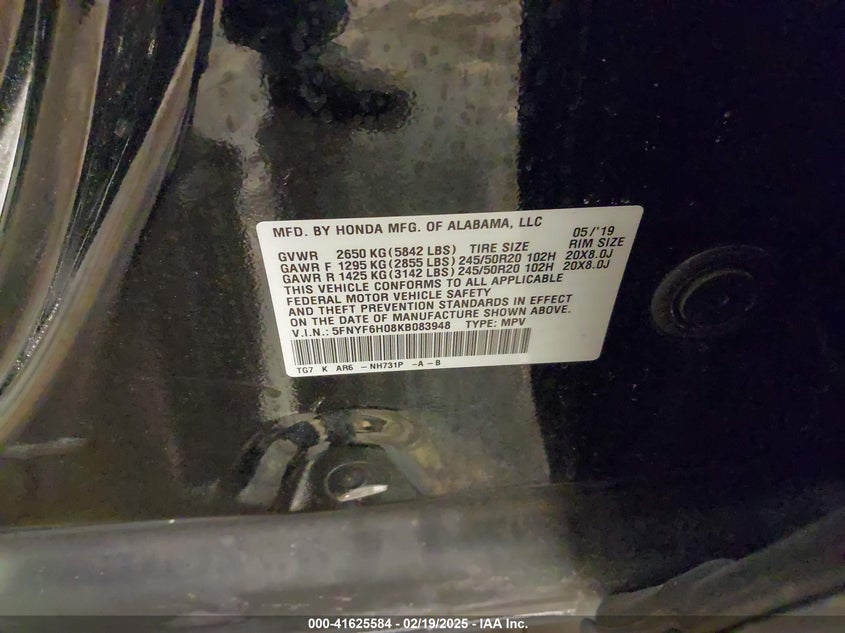 MFD. BY HONDA MFG. OF ALABAMA, LLC 05/'19
GVWR 2650 KG(5842 LBS) TIRE SIZE RIM SIZE
GAWR F 1295 KG(2855 LBS)245/50R20 102H 20X8.0J
GAWR R 1425 KG(3142 LBS)245/50R20 102H 20X8.0J
THIS VEHICLE CONFORMS TO ALL APPLICABLE
FEDERAL MOTOR VEHICLE SAFETY
AND THEFT PREVENTION STANDARDS IN EFFECT
ON THE DATE OF MANUFACTURE SHOWN ABOVE.
V.I.N.: 5FNYF6H08KB083948 TYPE: MPV
TG7 K AR6 -NH731P -A-B
000-41625584 - 02/19/2025 - IAA Inc.